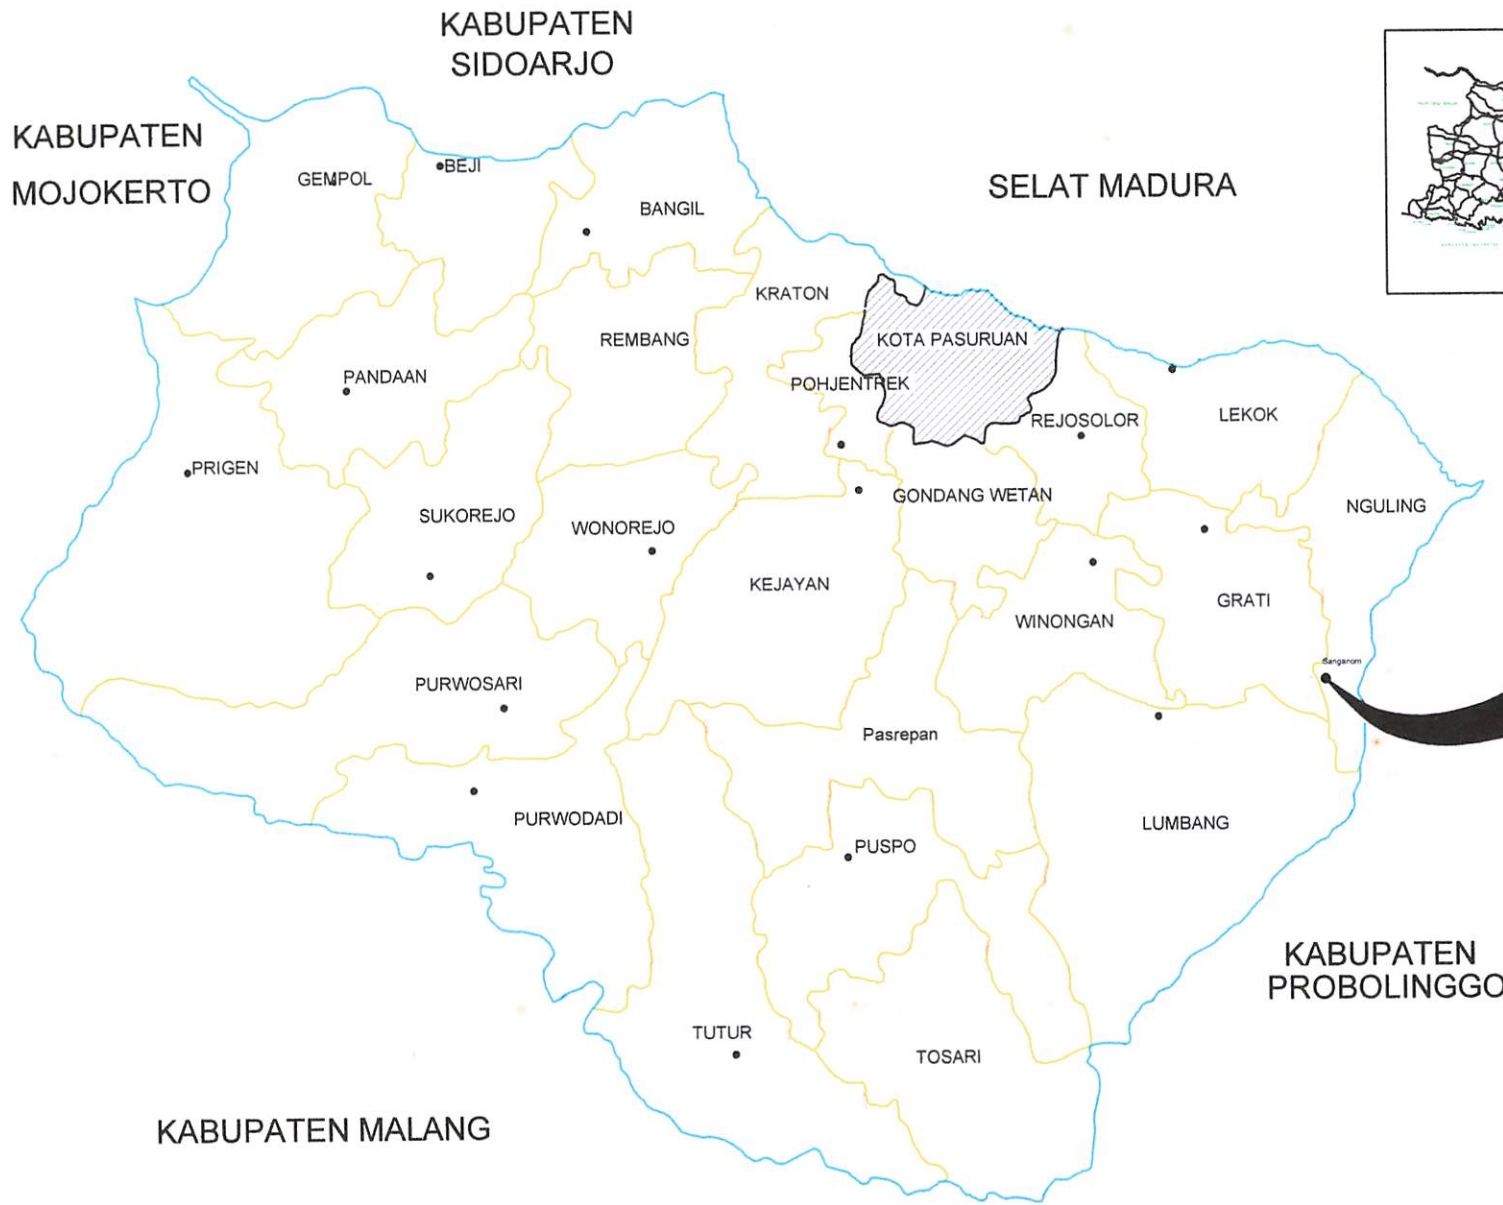 KABUPATEN
SIDOARJO
KABUPATEN
MOJOKERTO
SELAT MADURA
GEMPOL
BEJI
BANGIL
KRATON
KOTA PASURUAN
REMBANG
PANDAAN
POHJENTREK
REJOSOLOR
LEKOK
PRIGEN
GONDANG WETAN
NGULING
SUKOREJO
WONOREJO
KEJAYAN
GRATI
WINONGAN
Sanganom
PURWOSARI
Pasrepan
PURWODADI
LUMBANG
PUSPO
KABUPATEN
PROBOLINGGO
TUTUR
TOSARI
KABUPATEN MALANG